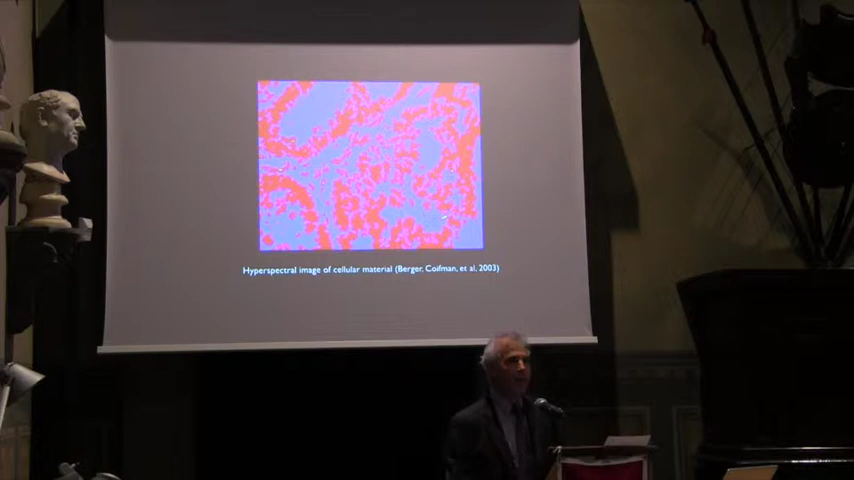 Hyperspectral image of cellular material (Berger, Coifman, et al, 2003)